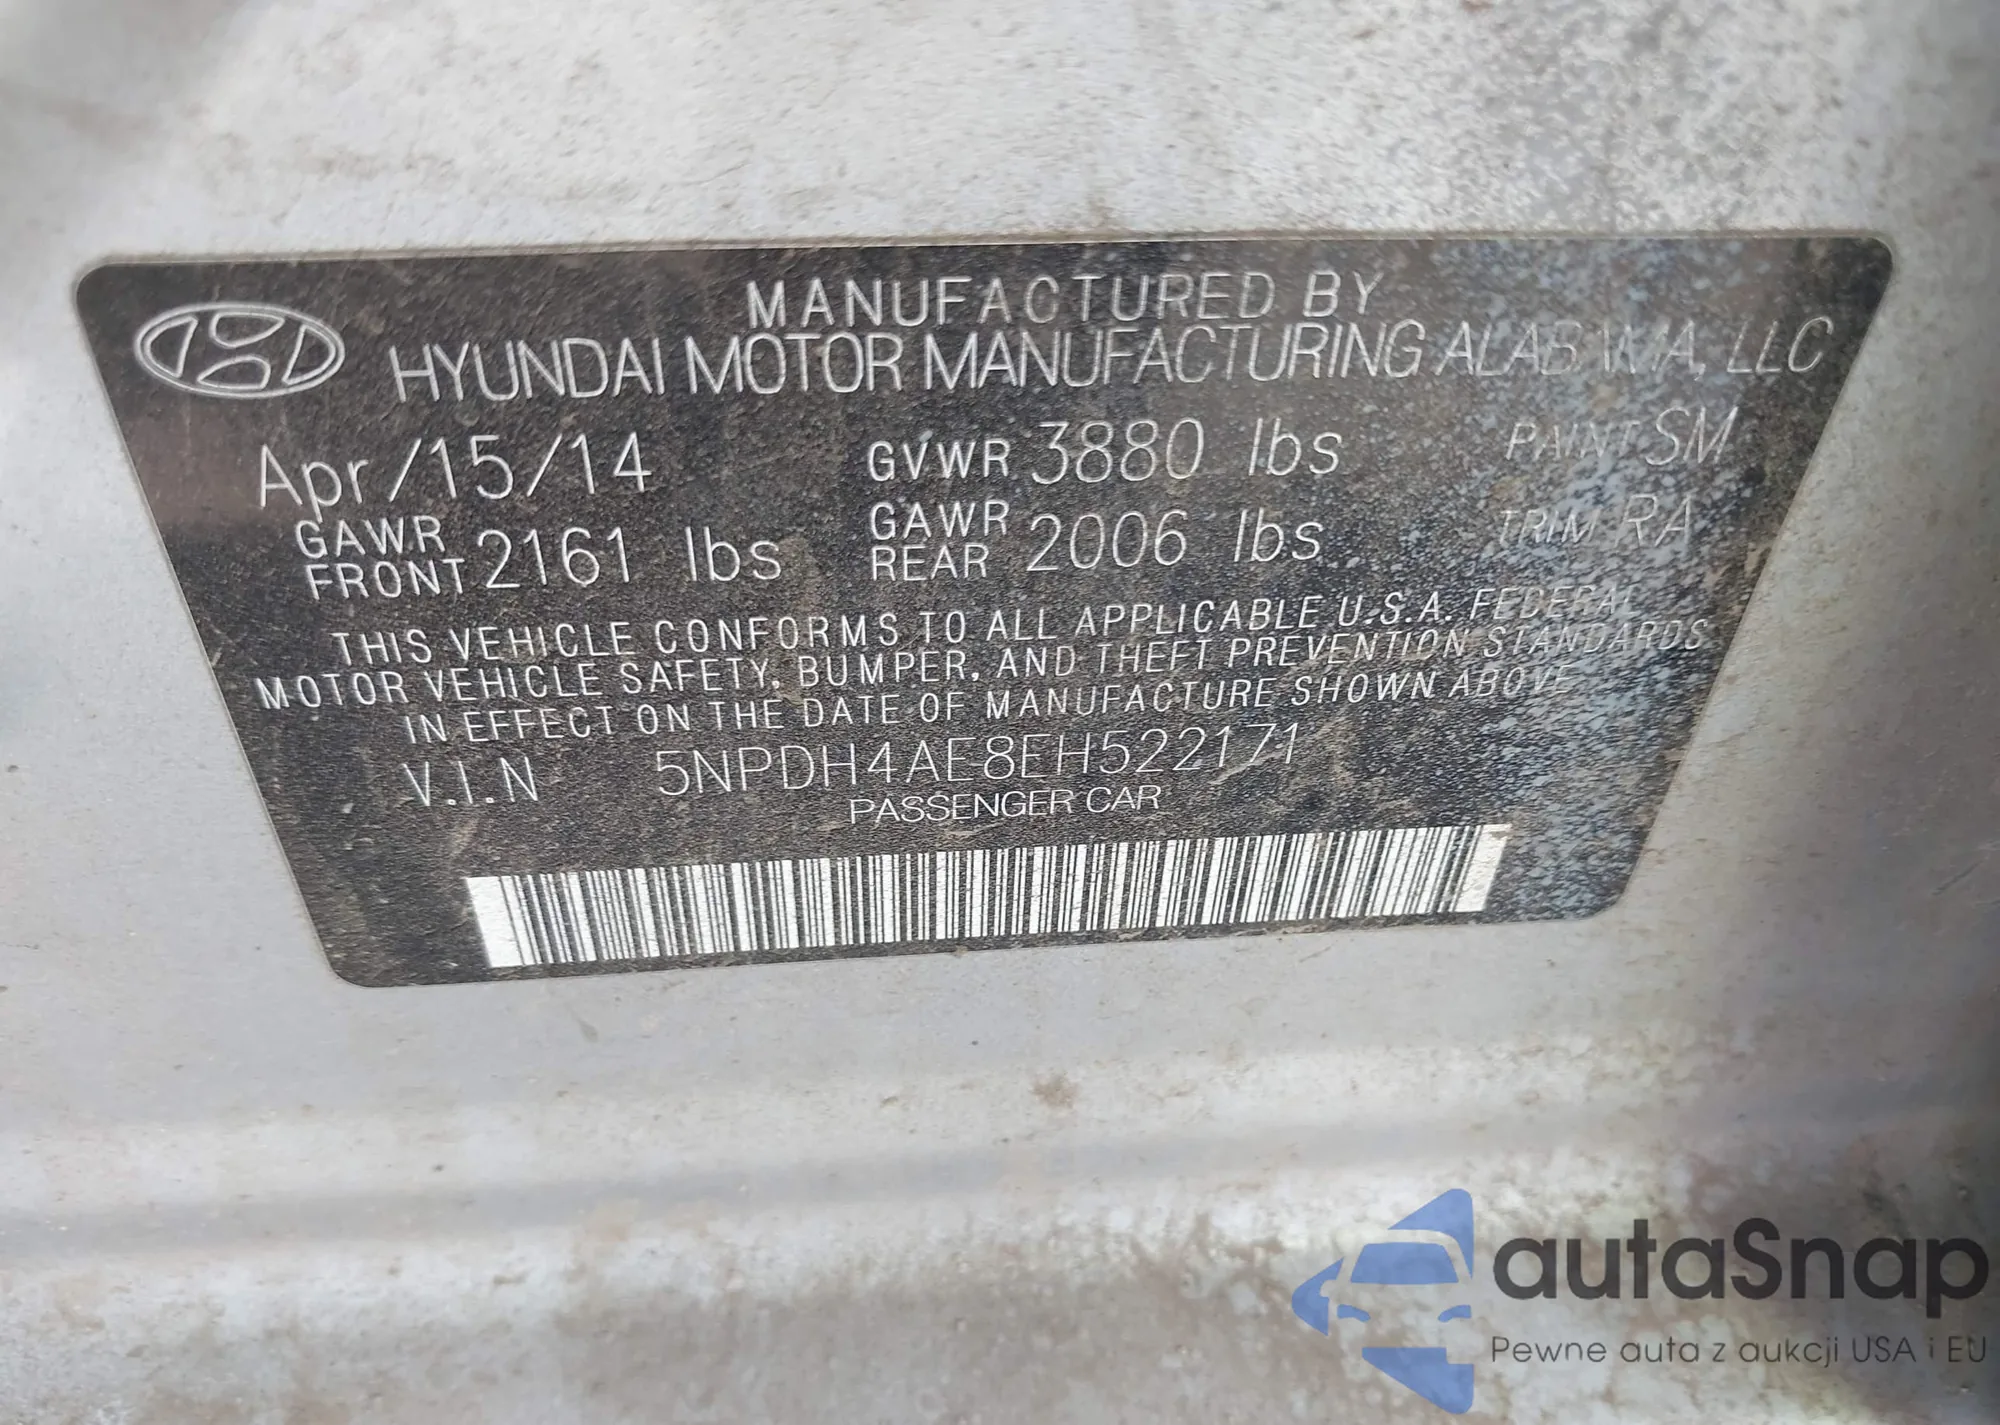 MANUFACTURED BY
HYUNDAI MOTOR MANUFACTURING ALABAMA, LLC
Apr/15/14 GVWR 3880 lbs PAINT SM
GAWR FRONT 2161 lbs GAWR REAR 2006 lbs TRIM RA
THIS VEHICLE CONFORMS TO ALL APPLICABLE U.S.A. FEDERAL
MOTOR VEHICLE SAFETY, BUMPER, AND THEFT PREVENTION STANDARDS
IN EFFECT ON THE DATE OF MANUFACTURE SHOWN ABOVE
V.I.N 5NPDH4AE8EH522171
PASSENGER CAR
autaSnap
Pewne auta z aukcji USA i EU